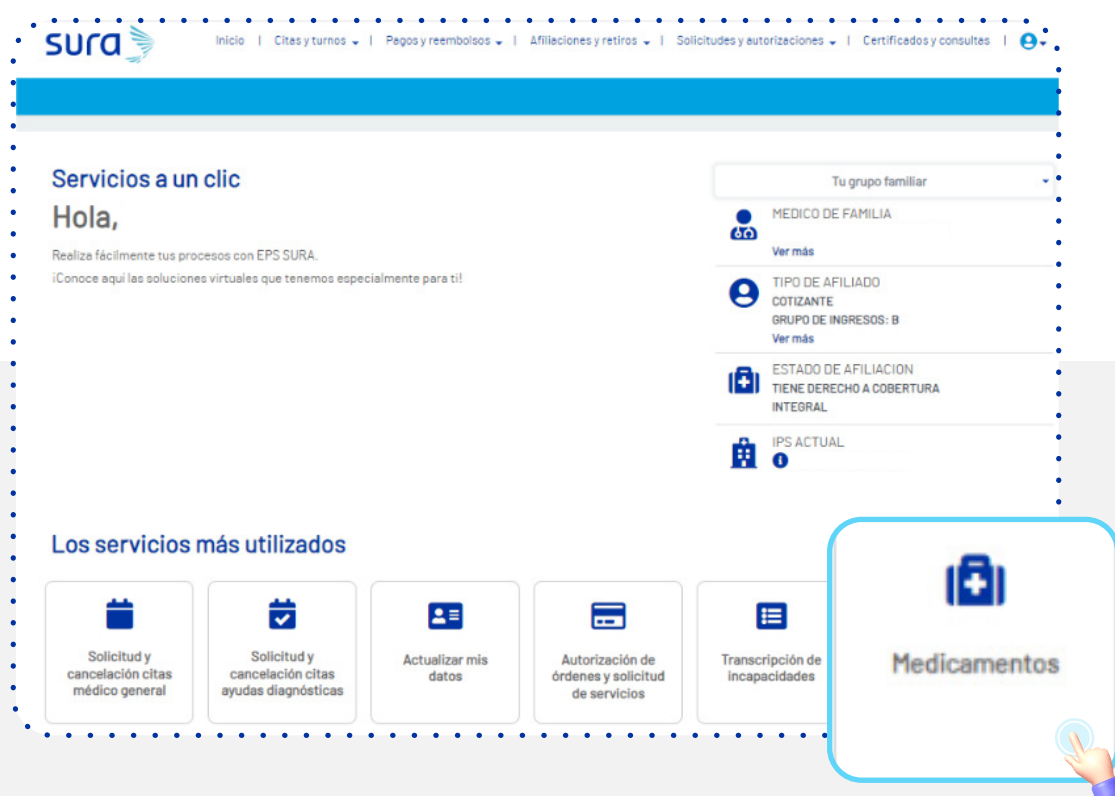 sura
Inicio | Citas y turnos | Pagos y reembolsos | Afiliaciones y retiros | Solicitudes y autorizaciones | Certificados y consultas |
Servicios a un clic
Hola,
Realiza fácilmente tus procesos con EPS SURA.
¡Conoce aquí las soluciones virtuales que tenemos especialmente para ti!
Tu grupo familiar
MEDICO DE FAMILIA
Ver más
TIPO DE AFILIADO
COTIZANTE
GRUPO DE INGRESOS: B
Ver más
ESTADO DE AFILIACION
TIENE DERECHO A COBERTURA
INTEGRAL
IPS ACTUAL
Los servicios más utilizados
Solicitud y
cancelación citas
médico general
Solicitud y
cancelación citas
ayudas diagnósticas
Actualizar mis
datos
Autorización de
órdenes y solicitud
de servicios
Transcripción de
incapacidades
Medicamentos